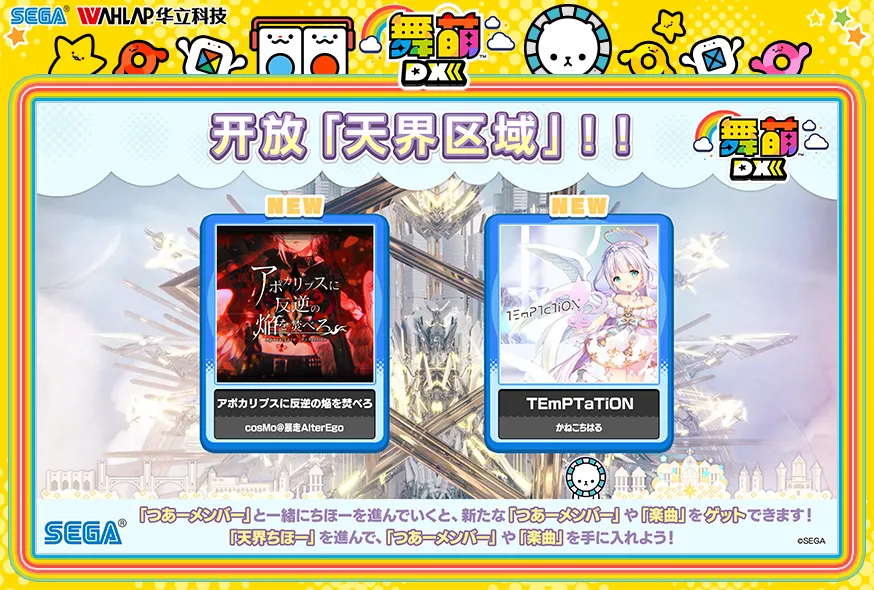 SEGA® WAHLAP华立科技
舞萌
DX
™
开放「天界区域」!!
舞萌
DX
™
NEW
NEW
アポカリプスに
反逆の
焔を焚べろ
TEmPTaTiON
アポカリプスに反逆の焔を焚べろ
cosMo@暴走AlterEgo
TEmPTaTiON
かねこちはる
SEGA®
『つあーメンバー』と一緒にちほーを進んでいくと、新たな『つあーメンバー』や『楽曲』をゲットできます!
『天界ちほー』を進んで、『つあーメンバー』や『楽曲』を手に入れよう!
©SEGA